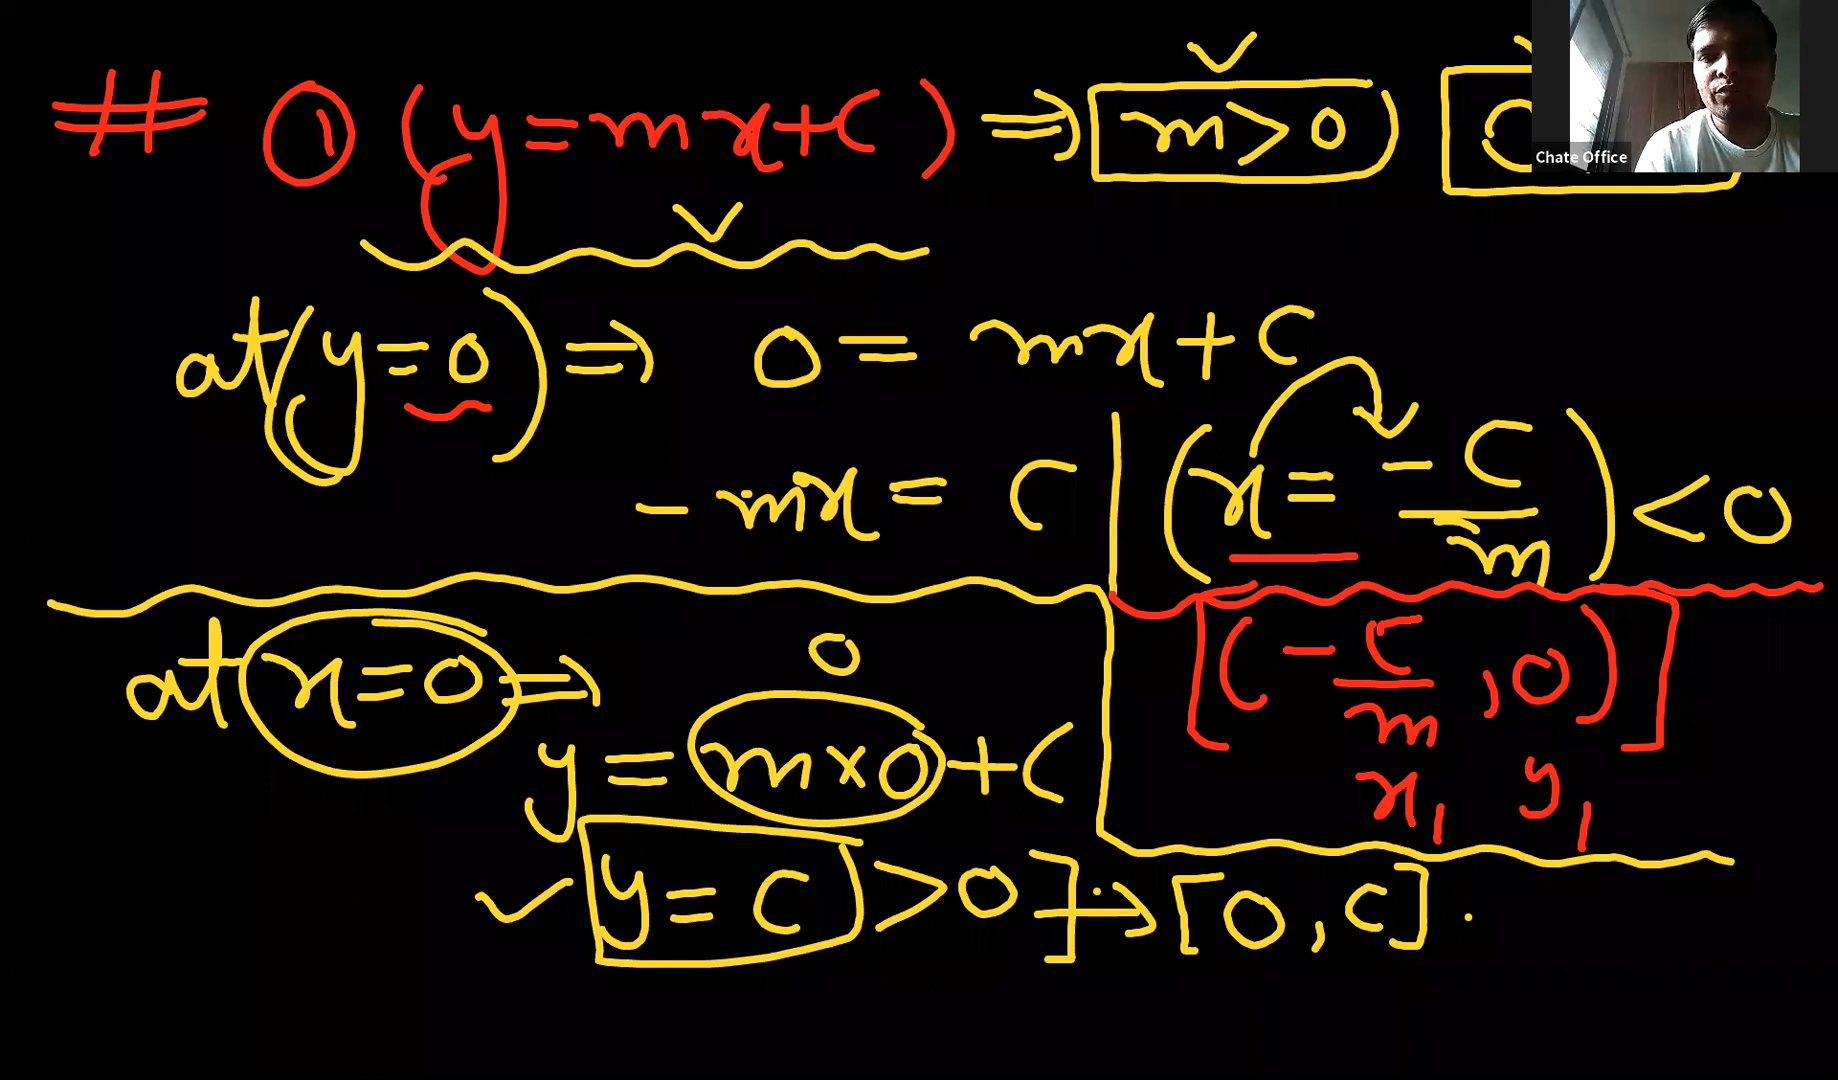 # ① (y = mx + c) ⇒ m > 0
Chate Office
at (y = 0) ⇒ 0 = mx + c
- mx = c
(x = -c/m) < 0
(-c/m , 0)
x₁ y₁
at x = 0 ⇒
0
y = m × 0 + c
y = c > 0 ] → [0, c]